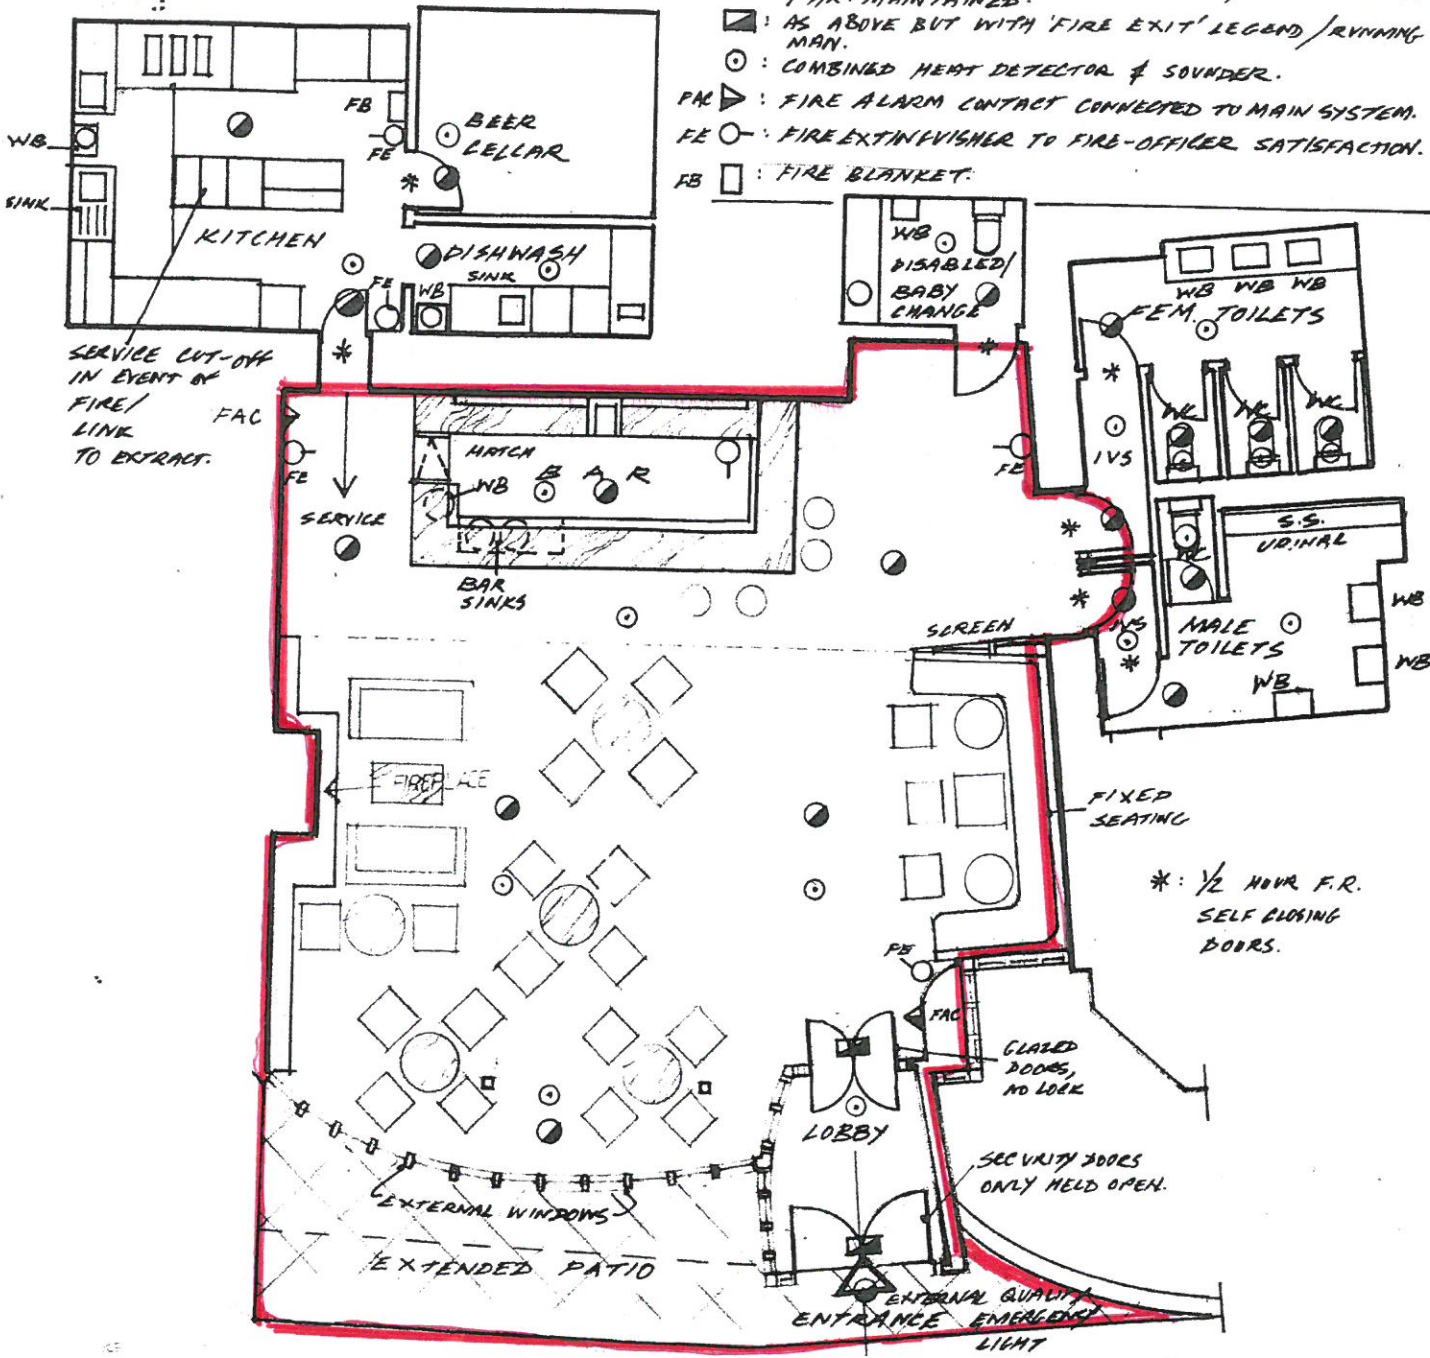 MAINTAINED.
: AS ABOVE BUT WITH 'FIRE EXIT' LEGEND / RUNNING
MAN.
: COMBINED HEAT DETECTOR & SOUNDER.
FAC : FIRE ALARM CONTACT CONNECTED TO MAIN SYSTEM.
FE : FIRE EXTINGUISHER TO FIRE-OFFICER SATISFACTION.
FB : FIRE BLANKET.
WB
SINK
FB
FE
BEER
CELLAR
*
KITCHEN
DISHWASH
SINK
FE
WB
*
SERVICE CUT-OFF
IN EVENT OF
FIRE/
LINK
TO EXTRACT.
WB
DISABLED/
BABY
CHANGE
*
WB WB WB
FEM. TOILETS
*
WC WC WC
IVS
FAC
FE
SERVICE
HATCH
WB
BAR
BAR
SINKS
FE
*
*
S.S.
URINAL
WC
WB
WB
WB
MALE
TOILETS
IVS
*
SCREEN
FIREPLACE
FIXED
SEATING
* : 1/2 HOUR F.R.
SELF CLOSING
DOORS.
FE
FAC
GLAZED
DOORS,
NO LOCK
LOBBY
SECURITY DOORS
ONLY HELD OPEN.
EXTERNAL WINDOWS
EXTENDED PATIO
ENTRANCE
EXTERNAL QUALITY
EMERGENCY
LIGHT